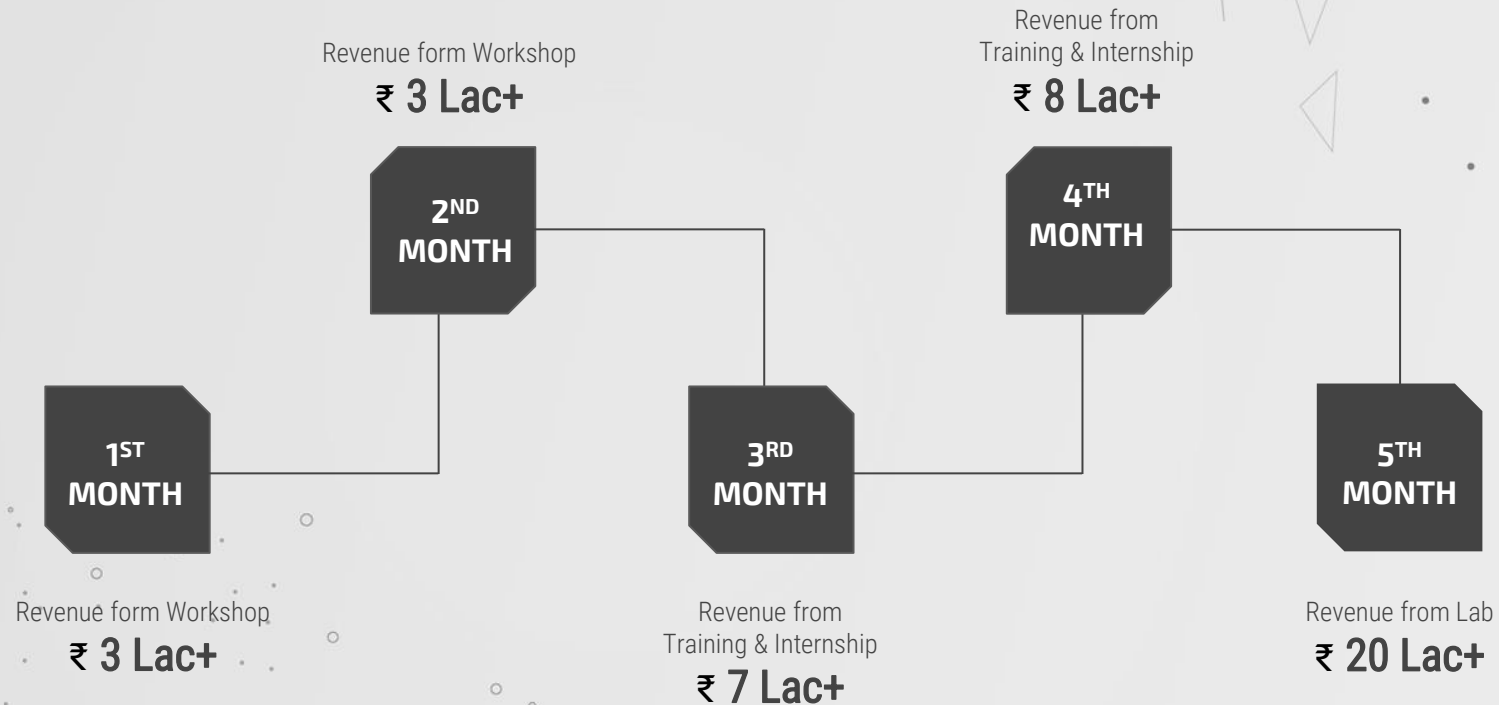 Revenue form Workshop
₹ 3 Lac+
Revenue from
Training & Internship
₹ 8 Lac+
2ND
MONTH
4TH
MONTH
1ST
MONTH
3RD
MONTH
5TH
MONTH
Revenue form Workshop
₹ 3 Lac+
Revenue from
Training & Internship
₹ 7 Lac+
Revenue from Lab
₹ 20 Lac+